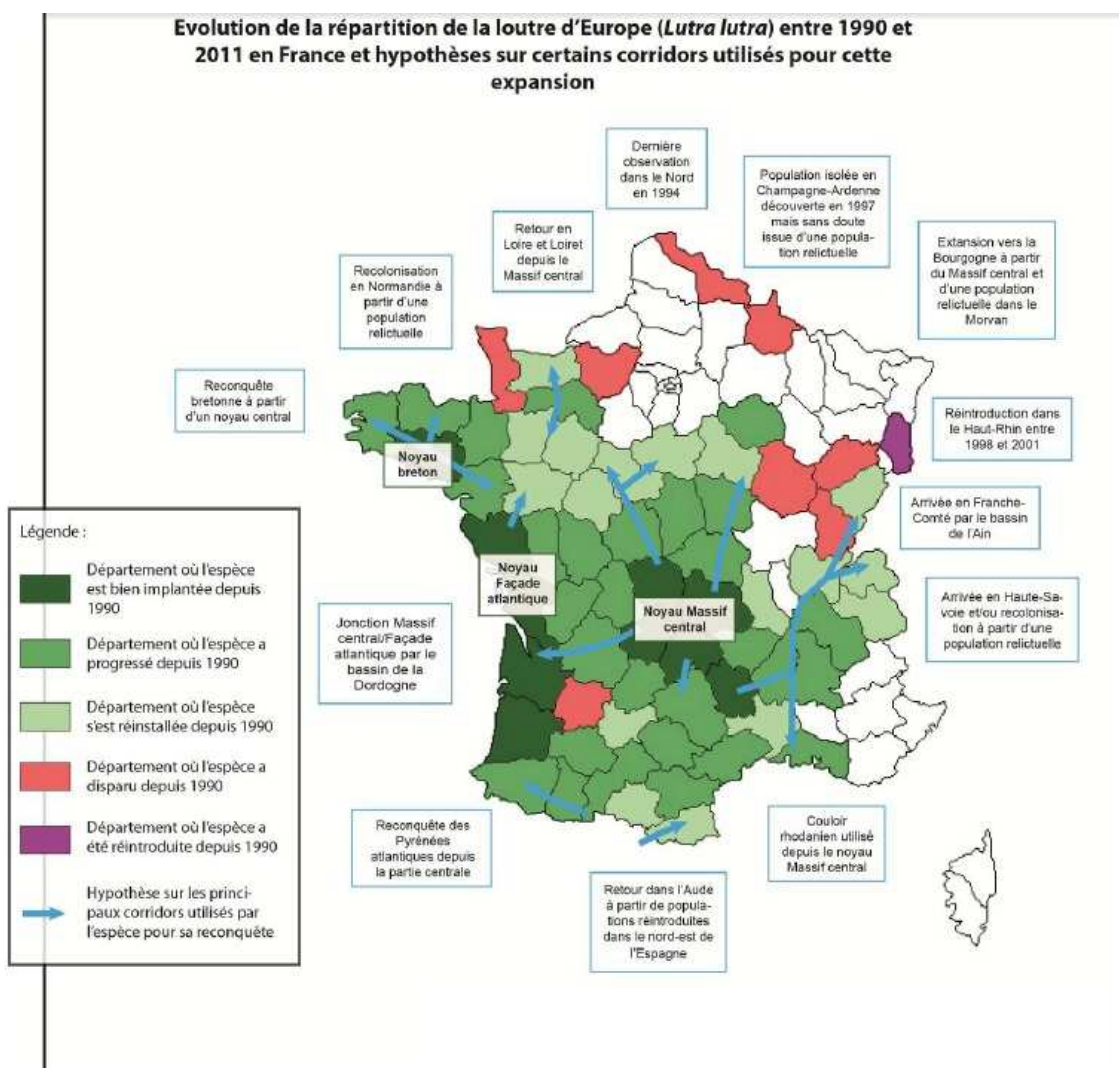 Evolution de la répartition de la loutre d'Europe (Lutra lutra) entre 1990 et
2011 en France et hypothèses sur certains corridors utilisés pour cette
expansion
Dernière
observation
dans le Nord
en 1994
Population isolée en
Champagne-Ardenne
découverte en 1997
mais sans doute
issue d'une popula-
tion relictuelle
Retour en
Loire et Loiret
depuis le
Massif central
Extansion vers la
Bourgogne à partir
du Massif central et
d'une population
relictuelle dans le
Morvan
Recolonisation
en Normandie à
partir d'une
population
relictuelle
Reconquête
bretonne à partir
d'un noyau central
Réintroduction dans
le Haut-Rhin entre
1998 et 2001
Noyau
breton
Arrivée en Franche-
Comté par le bassin
de l'Ain
Noyau
Façade
atlantique
Noyau Massif
central
Arrivée en Haute-Sa-
voie et/ou recolonisa-
tion à partir d'une
population relictuelle
Jonction Massif
central/Façade
atlantique par le
bassin de la
Dordogne
Légende :
Département où l'espèce
est bien implantée depuis
1990
Département où l'espèce a
progressé depuis 1990
Département où l'espèce
s'est réinstallée depuis 1990
Département où l'espèce a
disparu depuis 1990
Département où l'espèce a
été réintroduite depuis 1990
Hypothèse sur les princi-
paux corridors utilisés par
l'espèce pour sa reconquête
Reconquête des
Pyrénées
atlantiques depuis
la partie centrale
Retour dans l'Aude
à partir de popula-
tions réintroduites
dans le nord-est de
l'Espagne
Couloir
rhodanien utilisé
depuis le noyau
Massif central